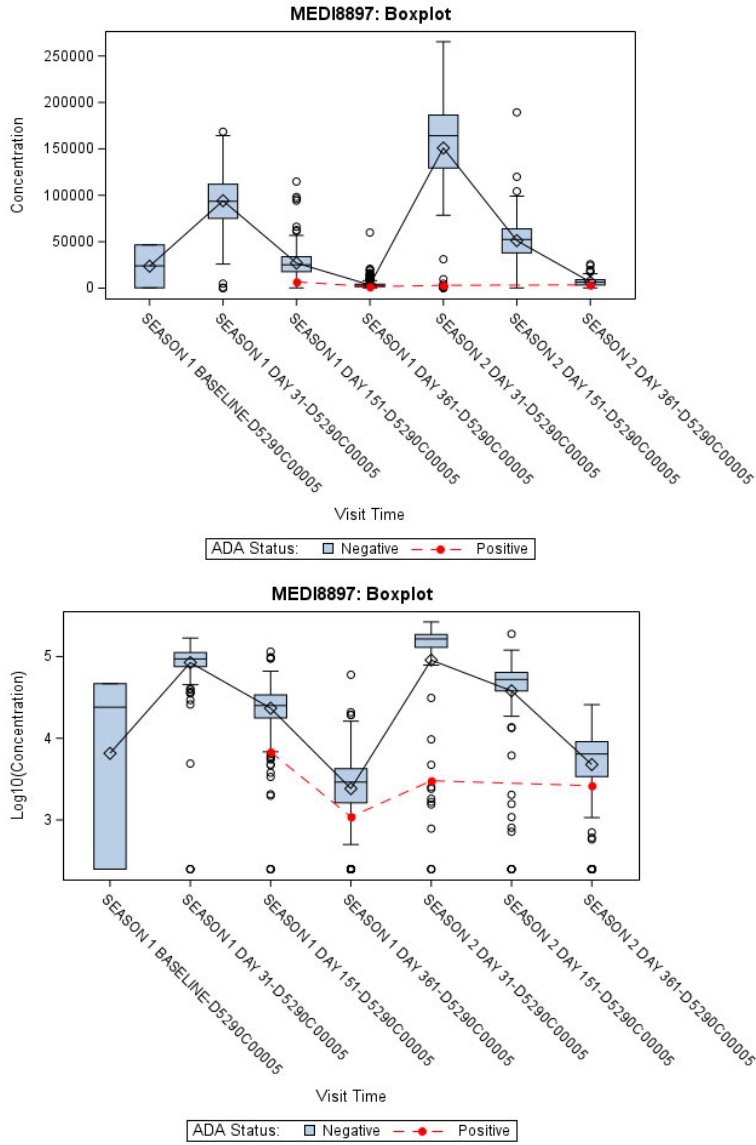 MEDI8897: Boxplot
250000
200000
150000
100000
50000
0
Concentration
SEASON 1 BASELINE-D5290C00005
SEASON 1 DAY 31-D5290C00005
SEASON 1 DAY 151-D5290C00005
SEASON 1 DAY 361-D5290C00005
SEASON 2 DAY 31-D5290C00005
SEASON 2 DAY 151-D5290C00005
SEASON 2 DAY 361-D5290C00005
Visit Time
ADA Status: Negative Positive
MEDI8897: Boxplot
5
4
3
Log10(Concentration)
SEASON 1 BASELINE-D5290C00005
SEASON 1 DAY 31-D5290C00005
SEASON 1 DAY 151-D5290C00005
SEASON 1 DAY 361-D5290C00005
SEASON 2 DAY 31-D5290C00005
SEASON 2 DAY 151-D5290C00005
SEASON 2 DAY 361-D5290C00005
Visit Time
ADA Status: Negative Positive